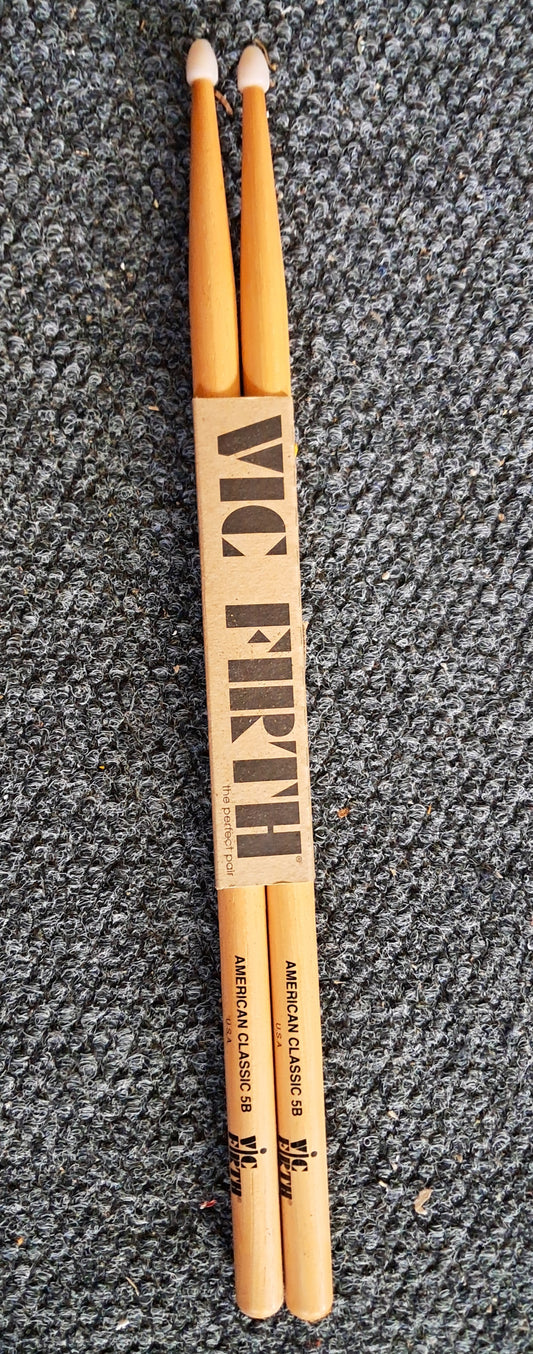 VIC FIRTH®
the perfect pair
AMERICAN CLASSIC 5B
U.S.A.
VIC
FIRTH®
AMERICAN CLASSIC 5B
U.S.A.
VIC
FIRTH®